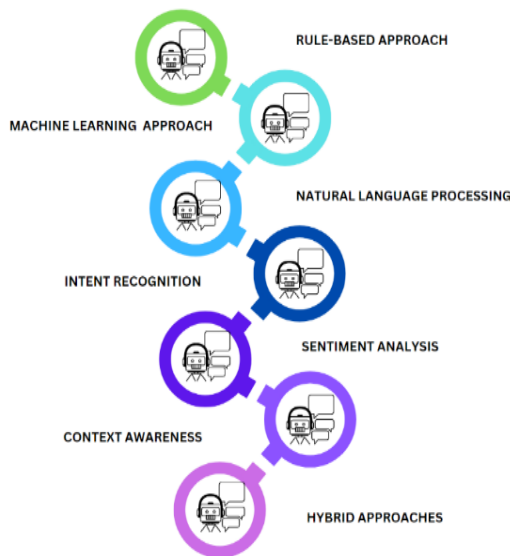 RULE-BASED APPROACH
MACHINE LEARNING APPROACH
NATURAL LANGUAGE PROCESSING
INTENT RECOGNITION
SENTIMENT ANALYSIS
CONTEXT AWARENESS
HYBRID APPROACHES